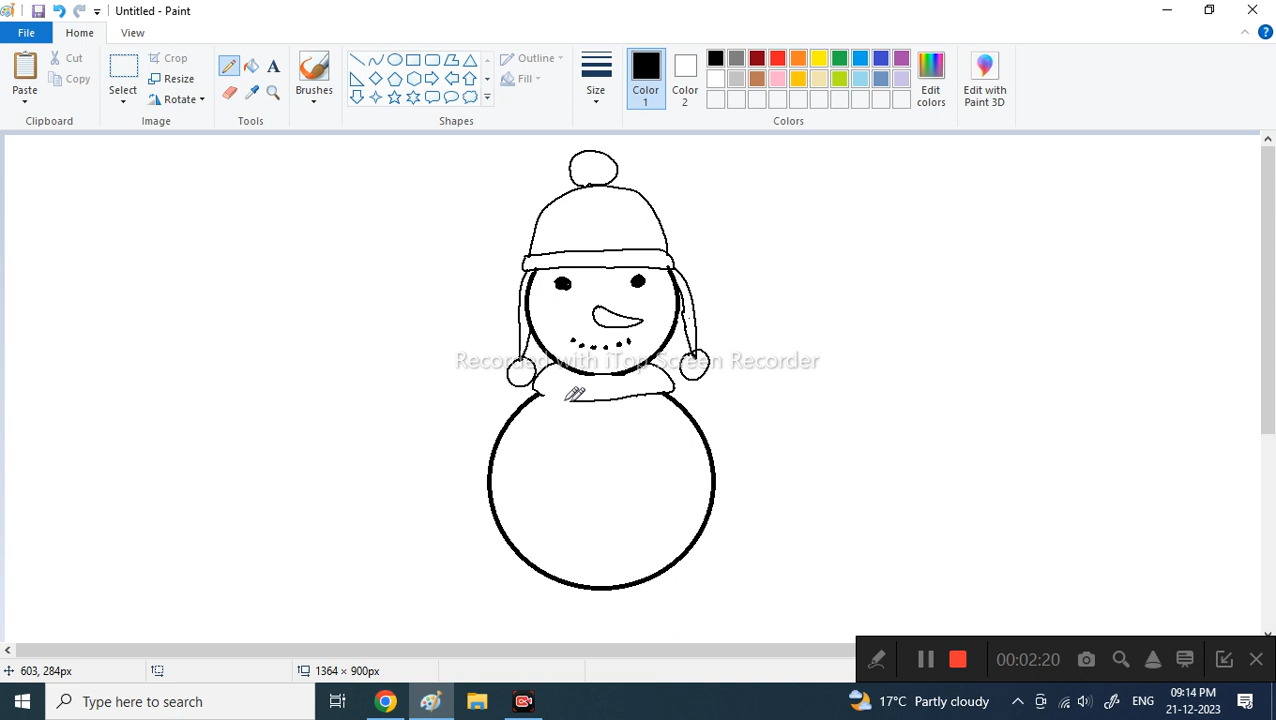 Untitled - Paint
File Home View
Paste
Cut
Copy
Clipboard
Select
Crop
Resize
Rotate
Image
Tools
Brushes
Outline
Fill
Shapes
Size
Color 1
Color 2
Edit colors
Colors
Edit with Paint 3D
Recorded with iTop Screen Recorder
603, 284px
1364 × 900px
00:02:20
Type here to search
17°C Partly cloudy
ENG
09:14 PM
21-12-2023